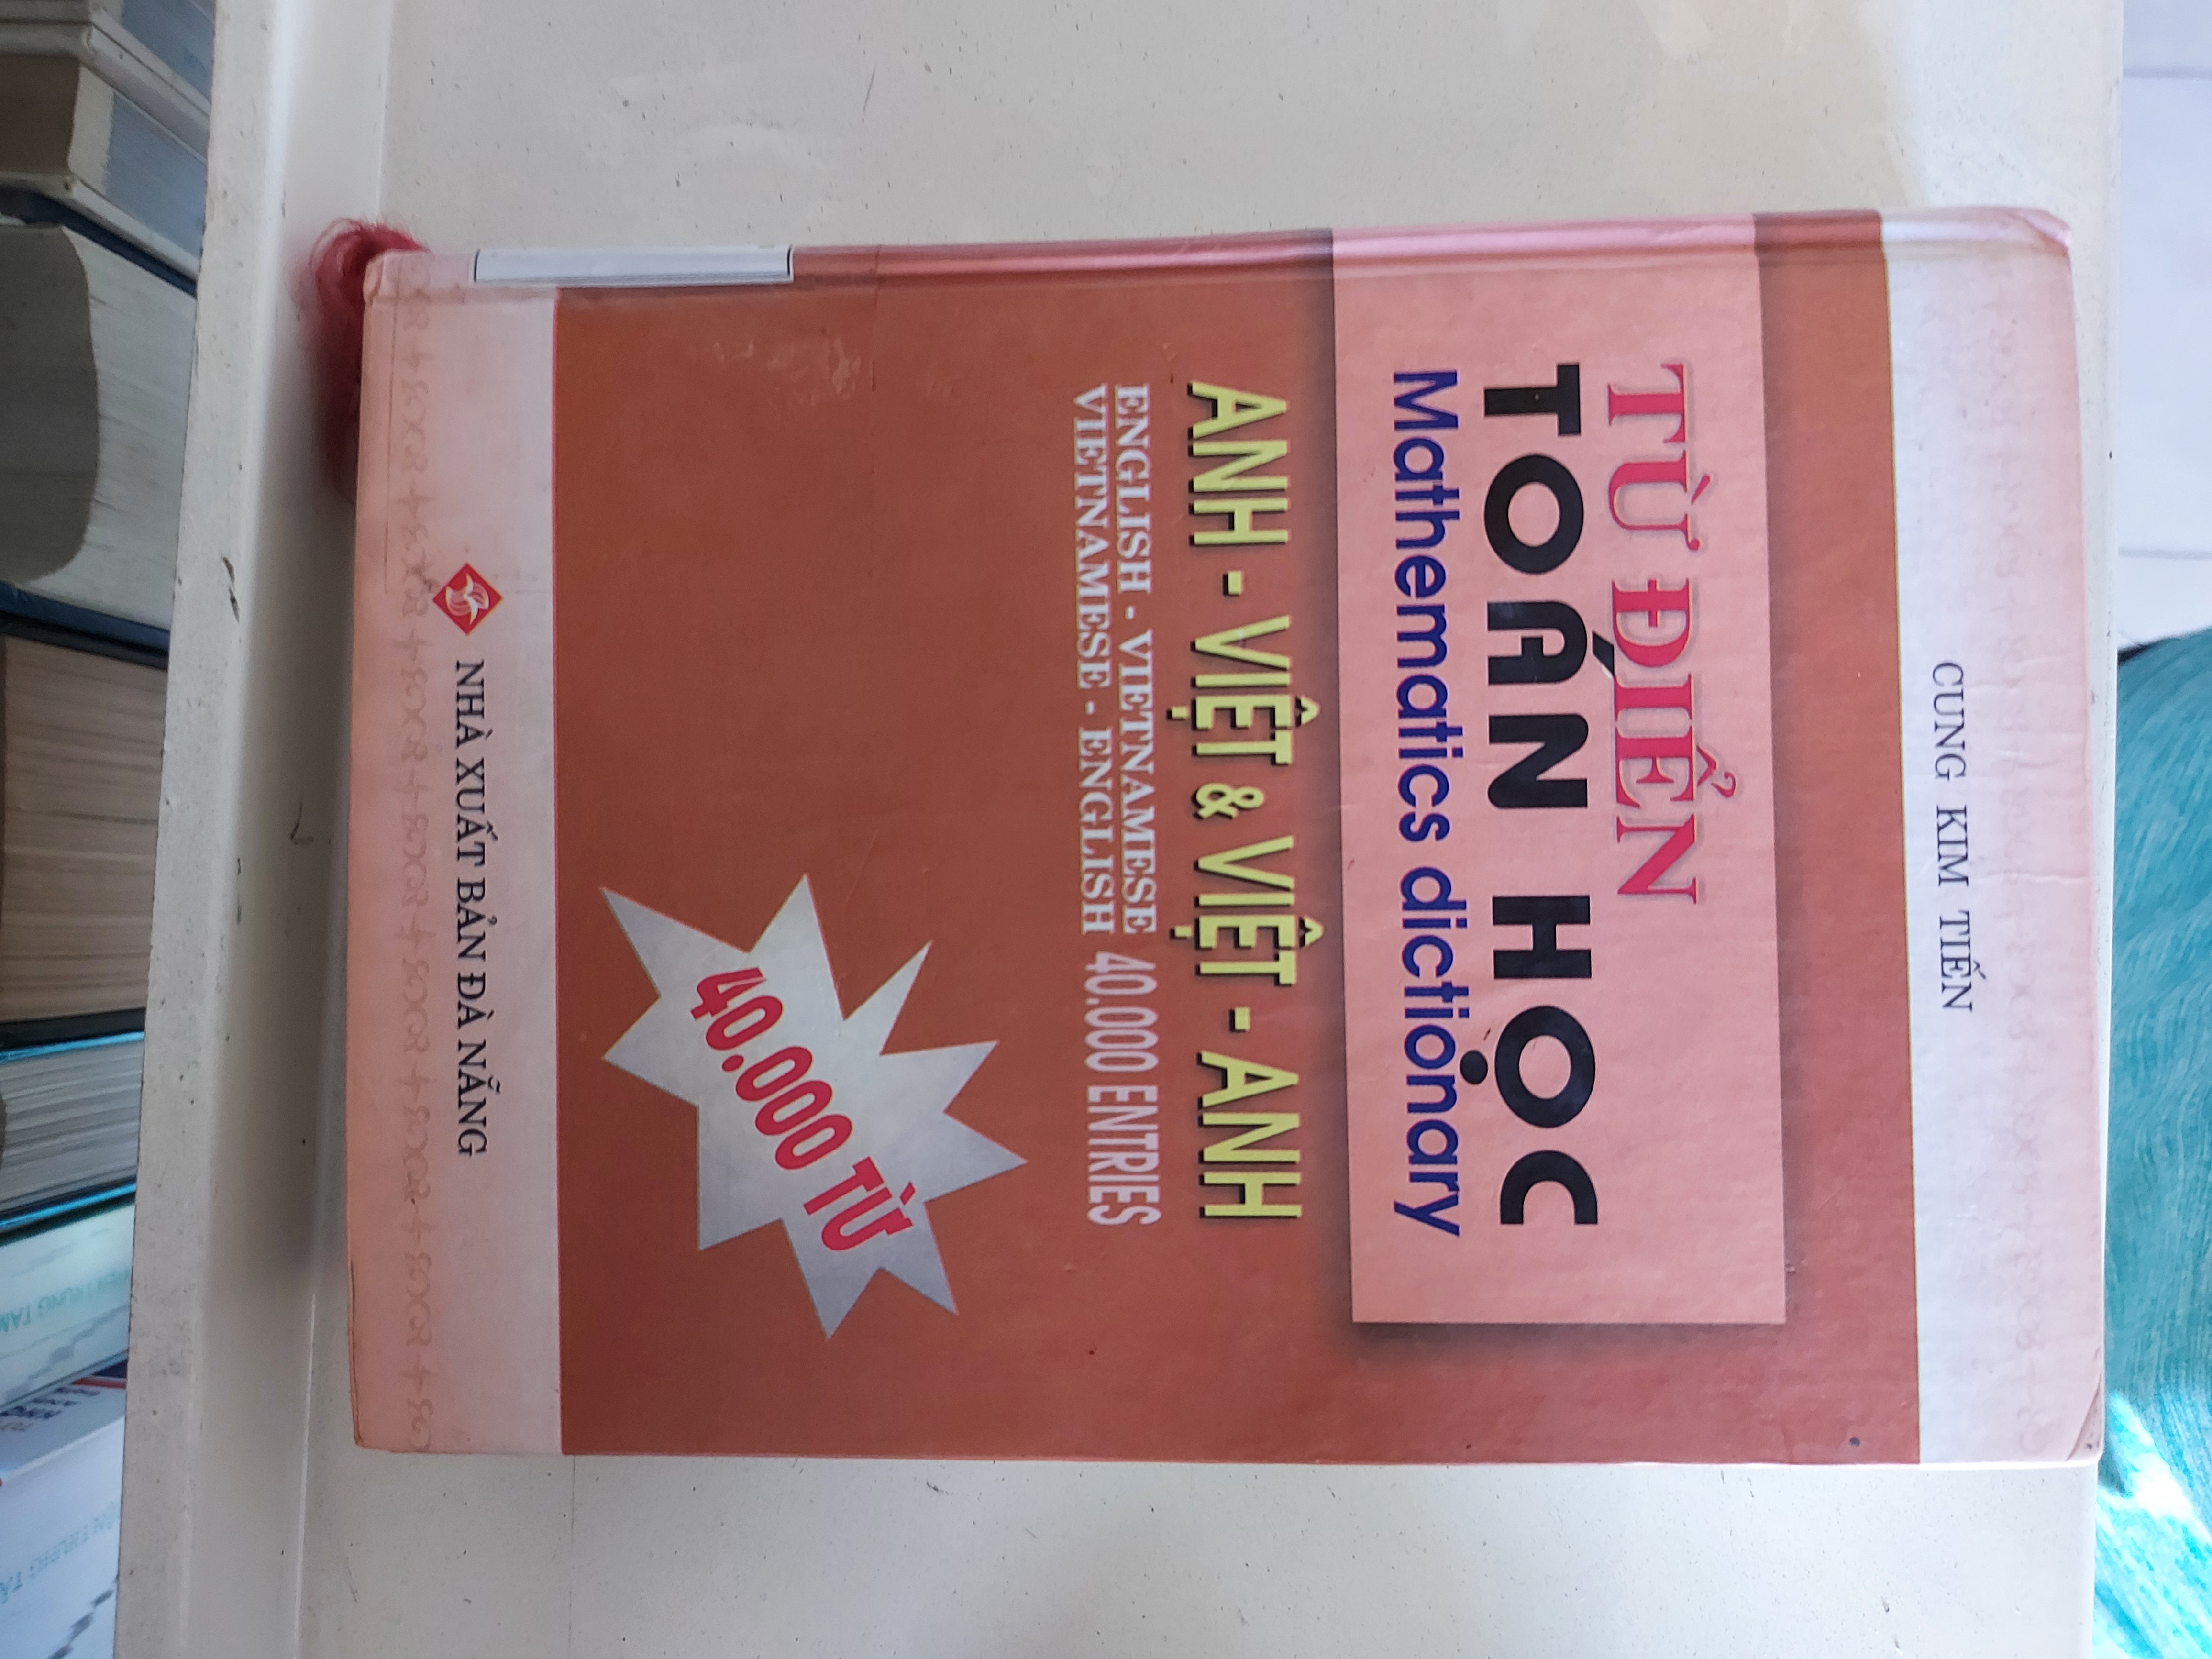 CUNG KIM TIẾN
TỪ ĐIỂN
TOÁN HỌC
Mathematics dictionary
ANH - VIỆT & VIỆT - ANH
ENGLISH - VIETNAMESE
VIETNAMESE - ENGLISH
40.000 ENTRIES
40.000 TỪ
NHÀ XUẤT BẢN ĐÀ NẴNG